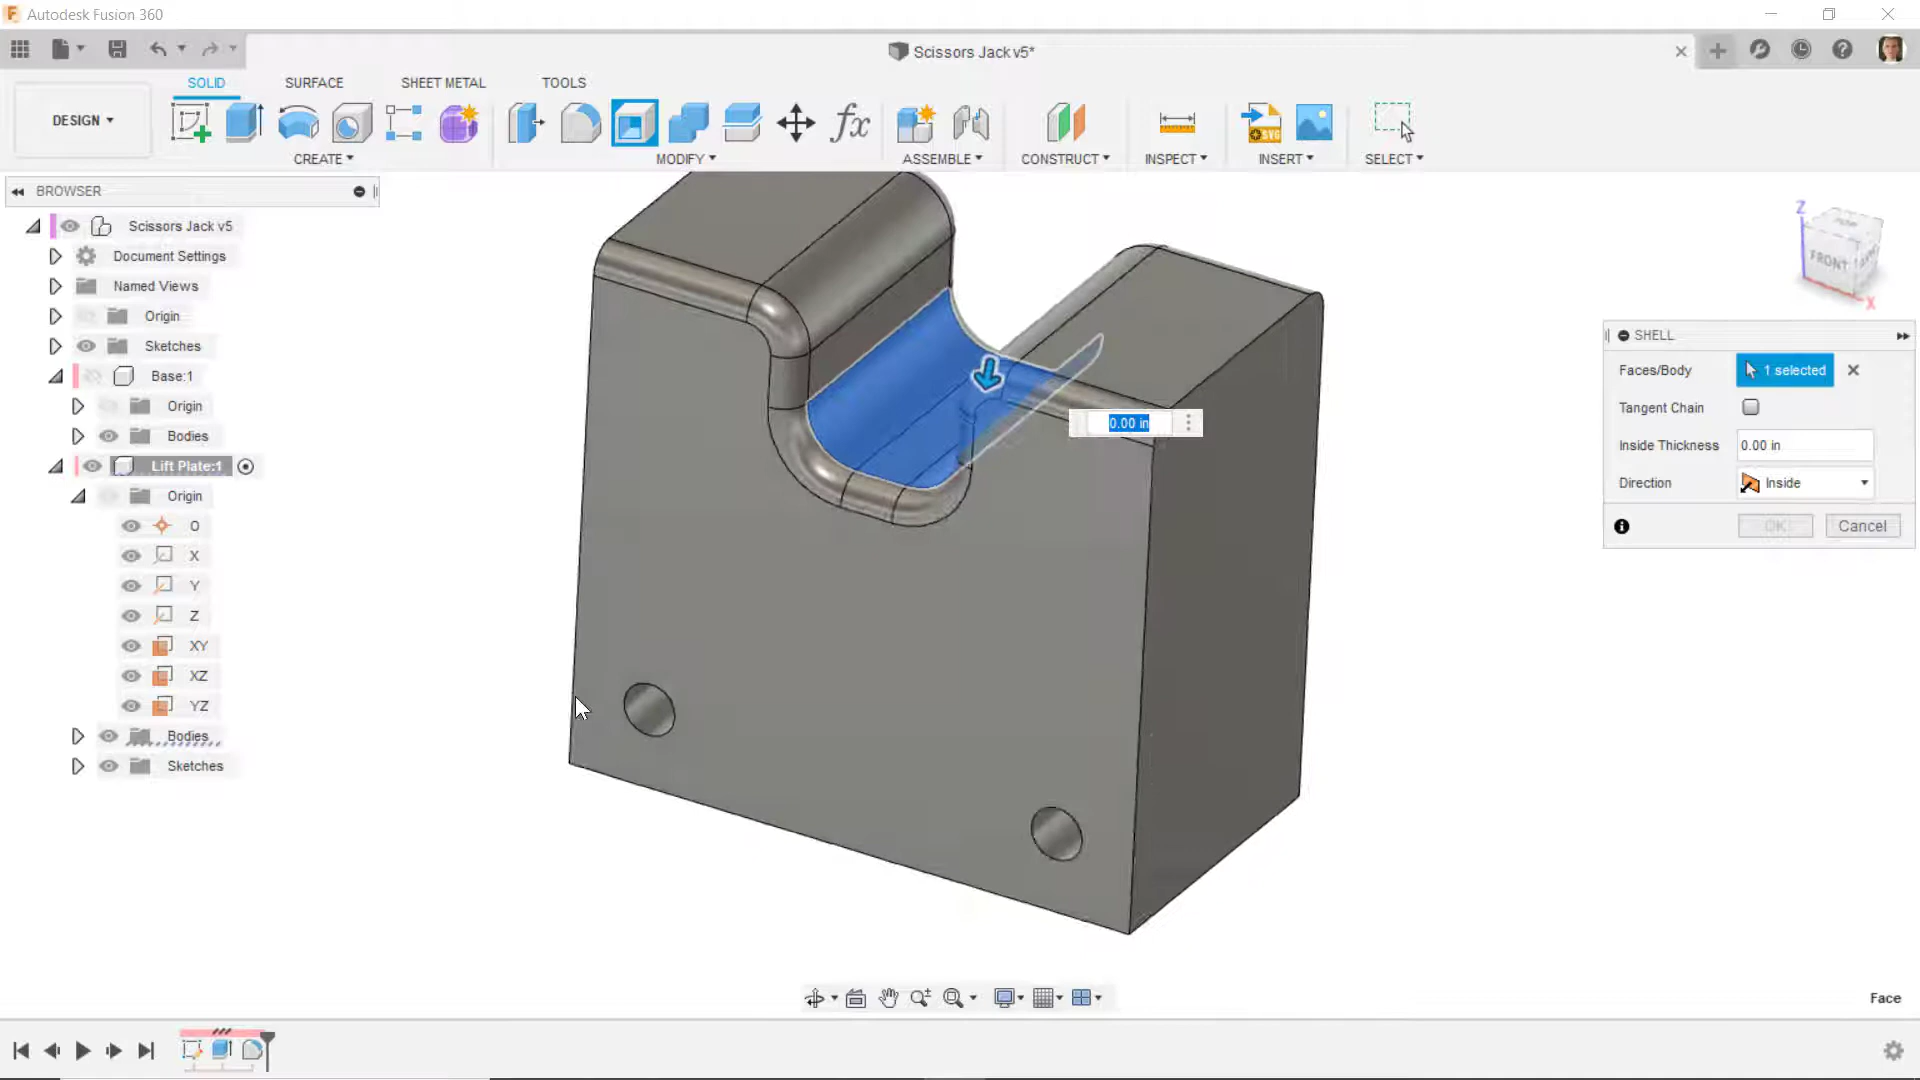 Autodesk Fusion 360
Scissors Jack v5*
SOLID
SURFACE
SHEET METAL
TOOLS
DESIGN
CREATE
MODIFY
ASSEMBLE
CONSTRUCT
INSPECT
INSERT
SELECT
fx
SVG
BROWSER
Scissors Jack v5
Document Settings
Named Views
Origin
Sketches
Base:1
Origin
Bodies
Lift Plate:1
Origin
O
X
Y
Z
XY
XZ
YZ
Bodies
Sketches
0.00 in
Z
TOP
FRONT
X
SHELL
Faces/Body
1 selected
Tangent Chain
Inside Thickness
0.00 in
Direction
Inside
OK
Cancel
Face